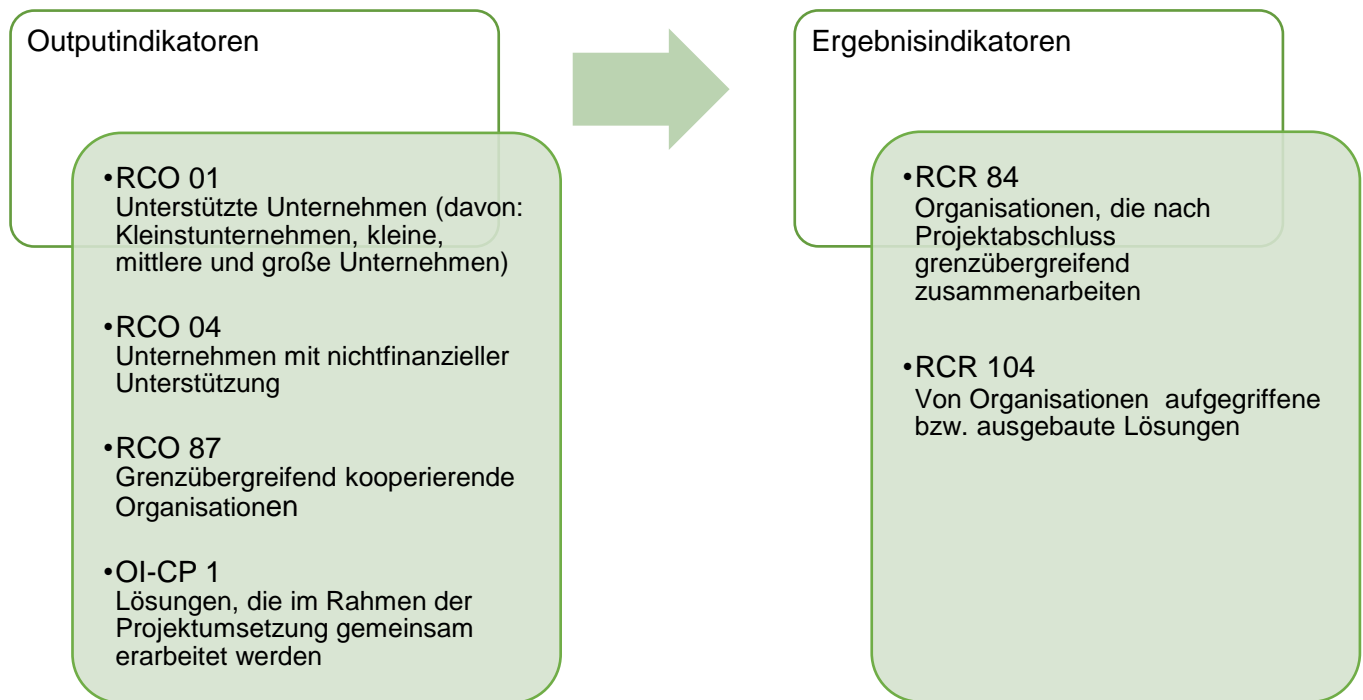 Outputindikatoren
•RCO 01
Unterstützte Unternehmen (davon:
Kleinstunternehmen, kleine,
mittlere und große Unternehmen)
•RCO 04
Unternehmen mit nichtfinanzieller
Unterstützung
•RCO 87
Grenzübergreifend kooperierende
Organisationen
•OI-CP 1
Lösungen, die im Rahmen der
Projektumsetzung gemeinsam
erarbeitet werden
Ergebnisindikatoren
•RCR 84
Organisationen, die nach
Projektabschluss
grenzübergreifend
zusammenarbeiten
•RCR 104
Von Organisationen aufgegriffene
bzw. ausgebaute Lösungen